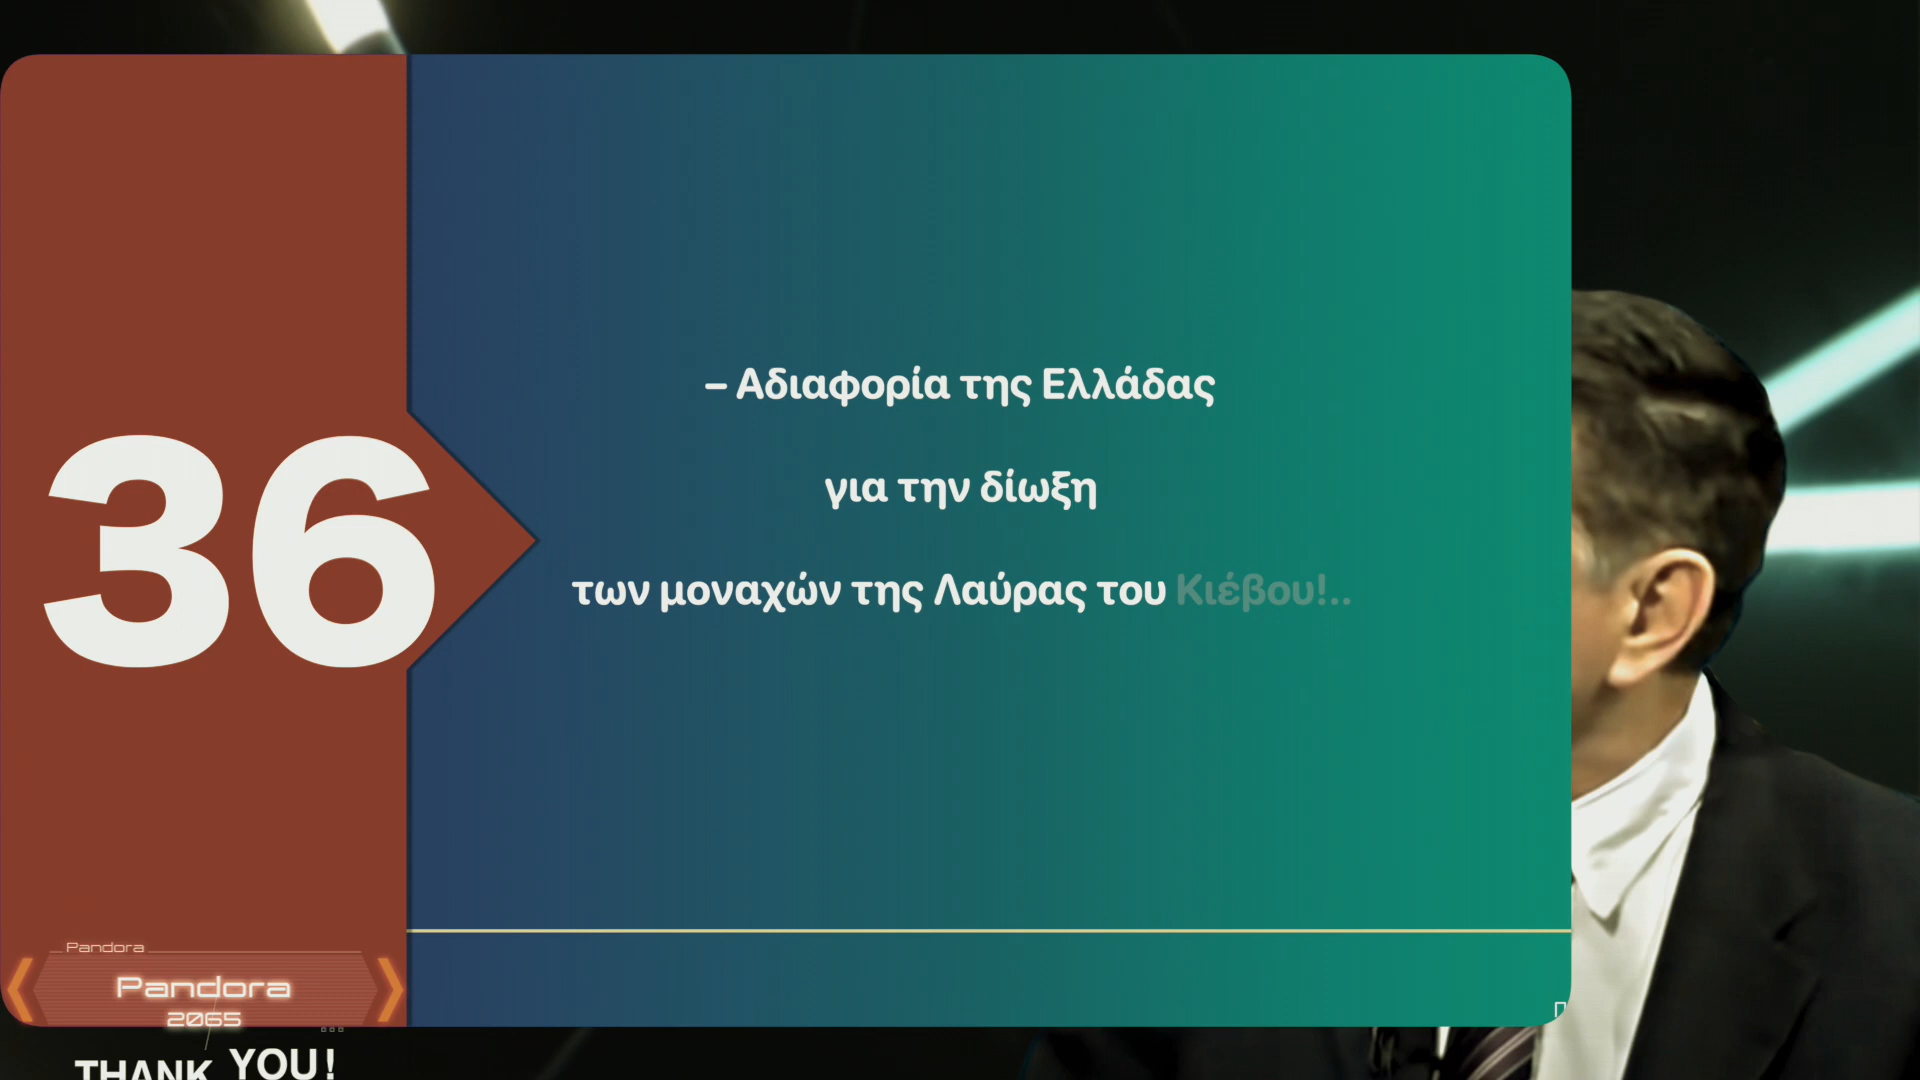 36
– Αδιαφορία της Ελλάδας
για την δίωξη
των μοναχών της Λαύρας του Κιέβου!..
Pandora
Pandora
2065
THANK YOU!